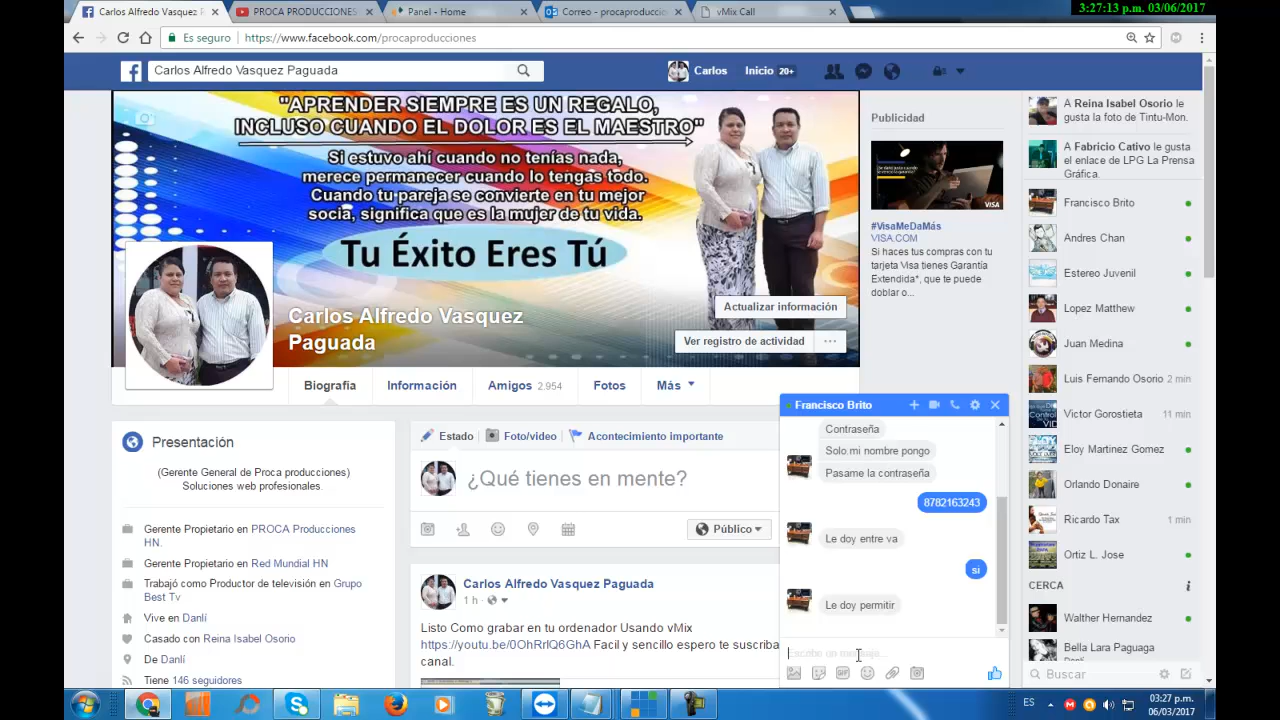 3:27:13 p.m. 03/06/2017
Carlos Alfredo Vasquez P
PROCA PRODUCCIONES
Panel - Home
Correo - procaproduccio
vMix Call
Es seguro
https://www.facebook.com/procaproducciones
Carlos Alfredo Vasquez Paguada
Carlos
Inicio 20+
"APRENDER SIEMPRE ES UN REGALO,
INCLUSO CUANDO EL DOLOR ES EL MAESTRO"
Si estuvo ahí cuando no tenías nada,
merece permanecer cuando lo tengas todo.
Cuando tu pareja se convierte en tu mejor
socia, significa que es la mujer de tu vida.
Tu Éxito Eres Tú
Carlos Alfredo Vasquez
Paguada
Actualizar información
Ver registro de actividad
Biografía
Información
Amigos 2.954
Fotos
Más
Presentación
(Gerente General de Proca producciones)
Soluciones web profesionales.
Gerente Propietario en PROCA Producciones
HN.
Gerente Propietario en Red Mundial HN
Trabajó como Productor de televisión en Grupo
Best Tv
Vive en Danlí
Casado con Reina Isabel Osorio
De Danlí
Tiene 146 seguidores
Estado
Foto/video
Acontecimiento importante
¿Qué tienes en mente?
Público
Carlos Alfredo Vasquez Paguada
1 h
Listo Como grabar en tu ordenador Usando vMix
https://youtu.be/0OhRrIQ6GhA Facil y sencillo espero te suscriba
canal.
Publicidad
VISA
#VisaMeDaMás
VISA.COM
Si haces tus compras con tu
tarjeta Visa tienes Garantía
Extendida*, que te puede
doblar o...
Francisco Brito
Contraseña
Solo.mi nombre pongo
Pasame la contraseña
8782163243
Le doy entre va
si
Le doy permitir
Escribe un mensaje...
GIF
A Reina Isabel Osorio le
gusta la foto de Tintu-Mon.
A Fabricio Cativo le gusta
el enlace de LPG La Prensa
Gráfica.
Francisco Brito
Andres Chan
Estereo Juvenil
Lopez Matthew
Juan Medina
Luis Fernando Osorio 2 min
Victor Gorostieta 11 min
Eloy Martinez Gomez
Orlando Donaire
Ricardo Tax 1 min
Ortiz L. Jose
CERCA
Walther Hernandez
Bella Lara Paguaga
Danlí
Buscar
ES
03:27 p.m.
06/03/2017